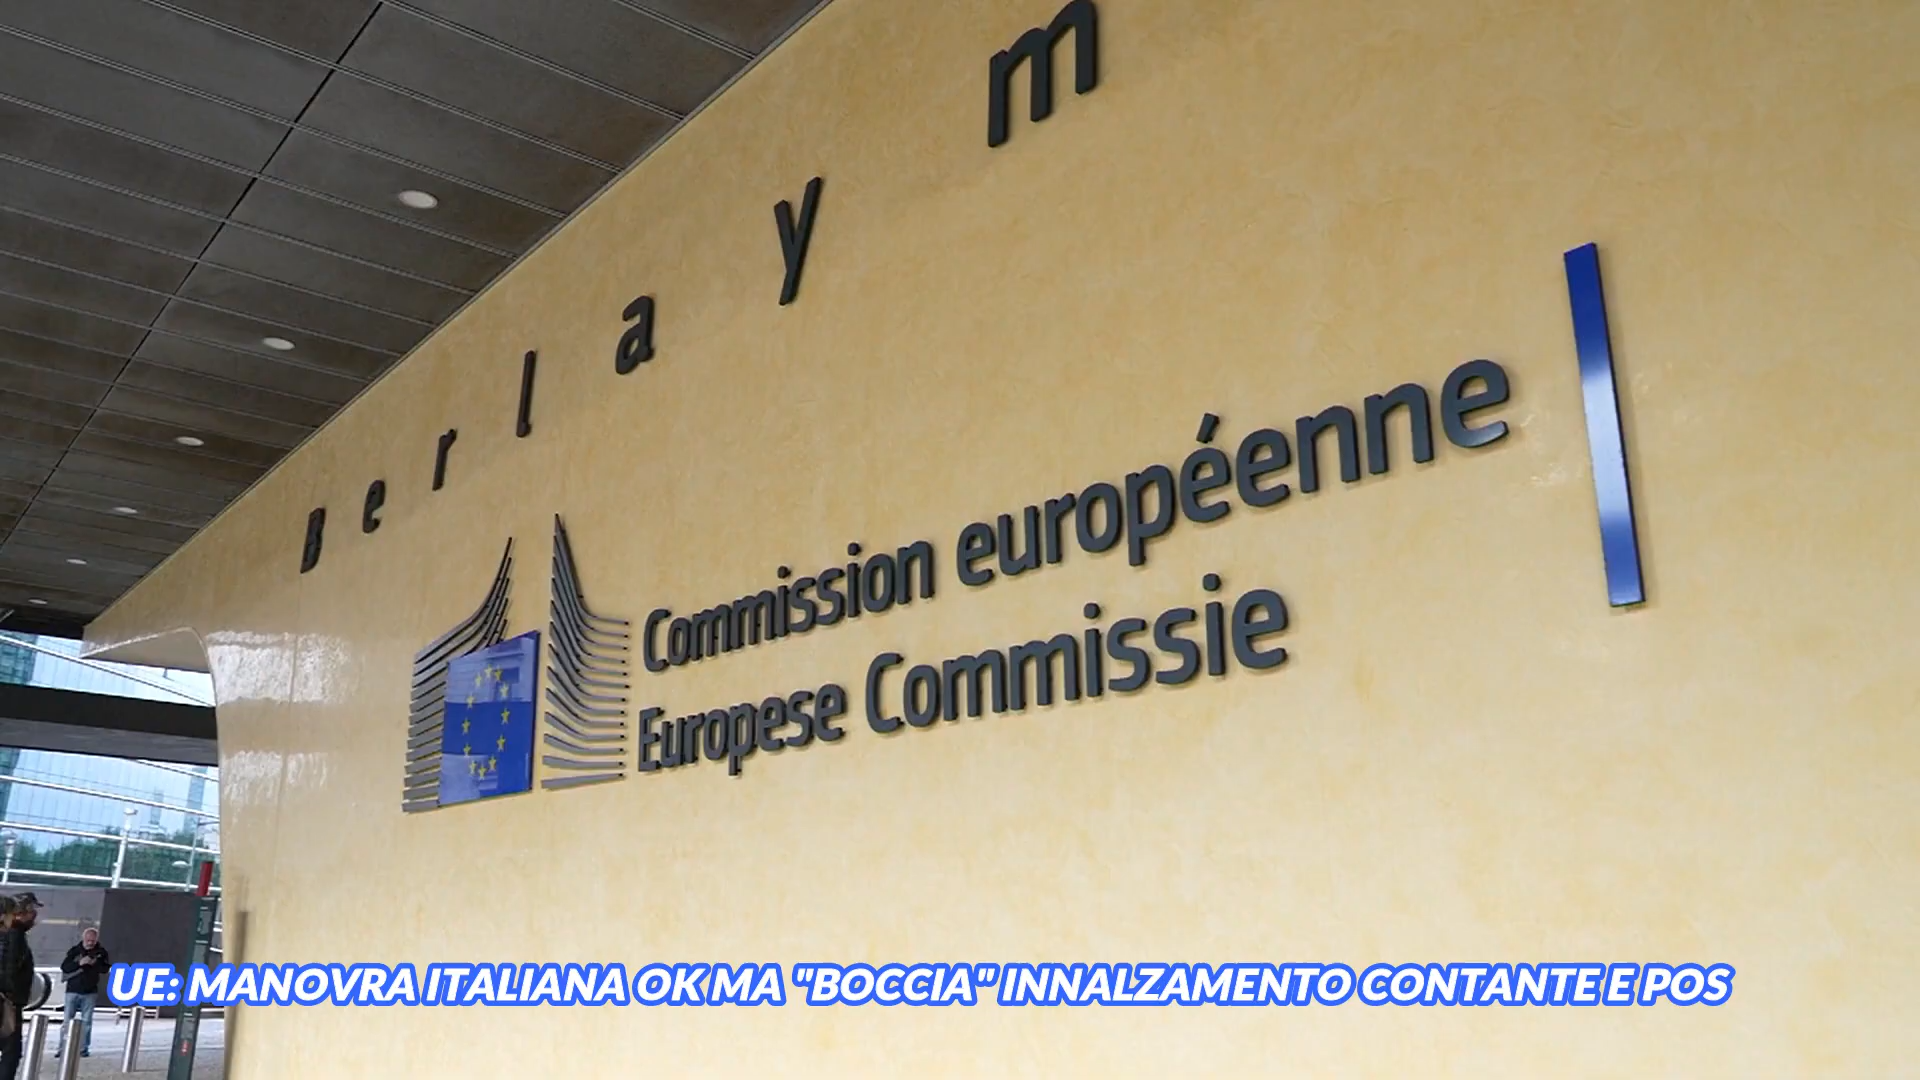 Berlaym
Commission européenne
Europese Commissie
UE: MANOVRA ITALIANA OK MA "BOCCIA" INNALZAMENTO CONTANTE E POS